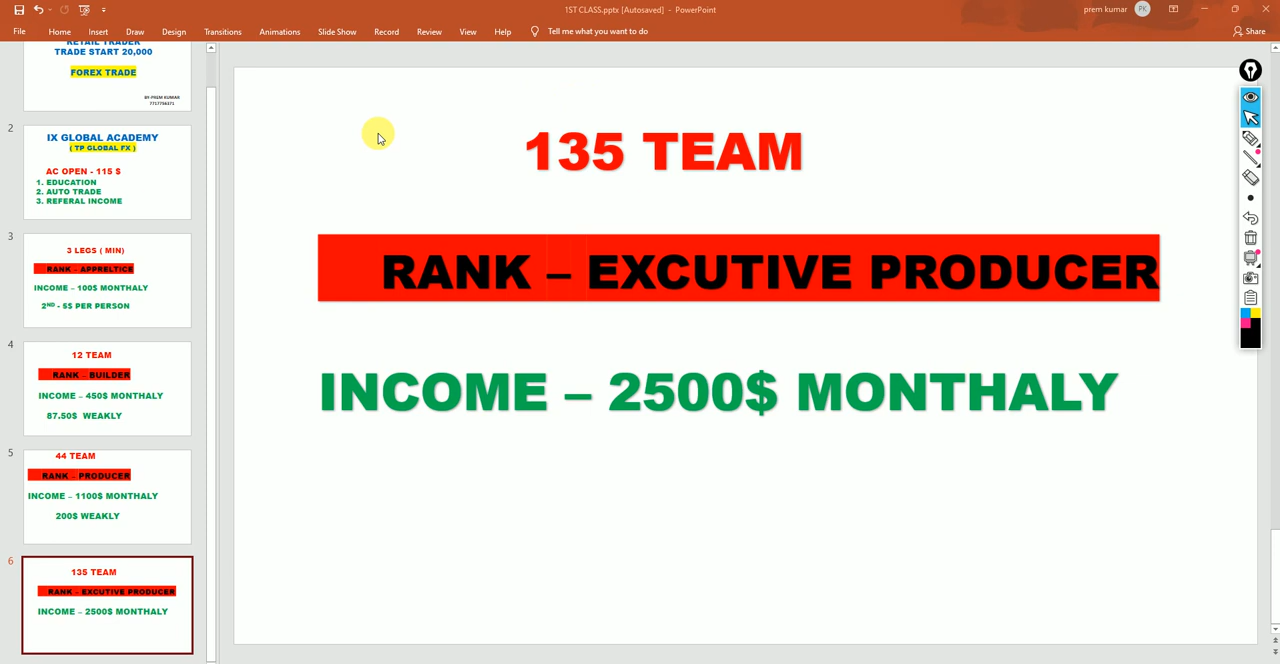 1ST CLASS.pptx [Autosaved] - PowerPoint
prem kumar
PK
File Home Insert Draw Design Transitions Animations Slide Show Record Review View Help Tell me what you want to do
Share
RETAIL TRADER
TRADE START 20,000
FOREX TRADE
BY-PREM KUMAR
7717756371
2
IX GLOBAL ACADEMY
( TP GLOBAL FX )
AC OPEN - 115 $
1. EDUCATION
2. AUTO TRADE
3. REFERAL INCOME
3
3 LEGS ( MIN)
RANK – APPRELTICE
INCOME – 100$ MONTHALY
2ND - 5$ PER PERSON
4
12 TEAM
RANK – BUILDER
INCOME – 450$ MONTHALY
87.50$ WEAKLY
5
44 TEAM
RANK – PRODUCER
INCOME – 1100$ MONTHALY
200$ WEAKLY
6
135 TEAM
RANK – EXCUTIVE PRODUCER
INCOME – 2500$ MONTHALY
135 TEAM
RANK – EXCUTIVE PRODUCER
INCOME – 2500$ MONTHALY